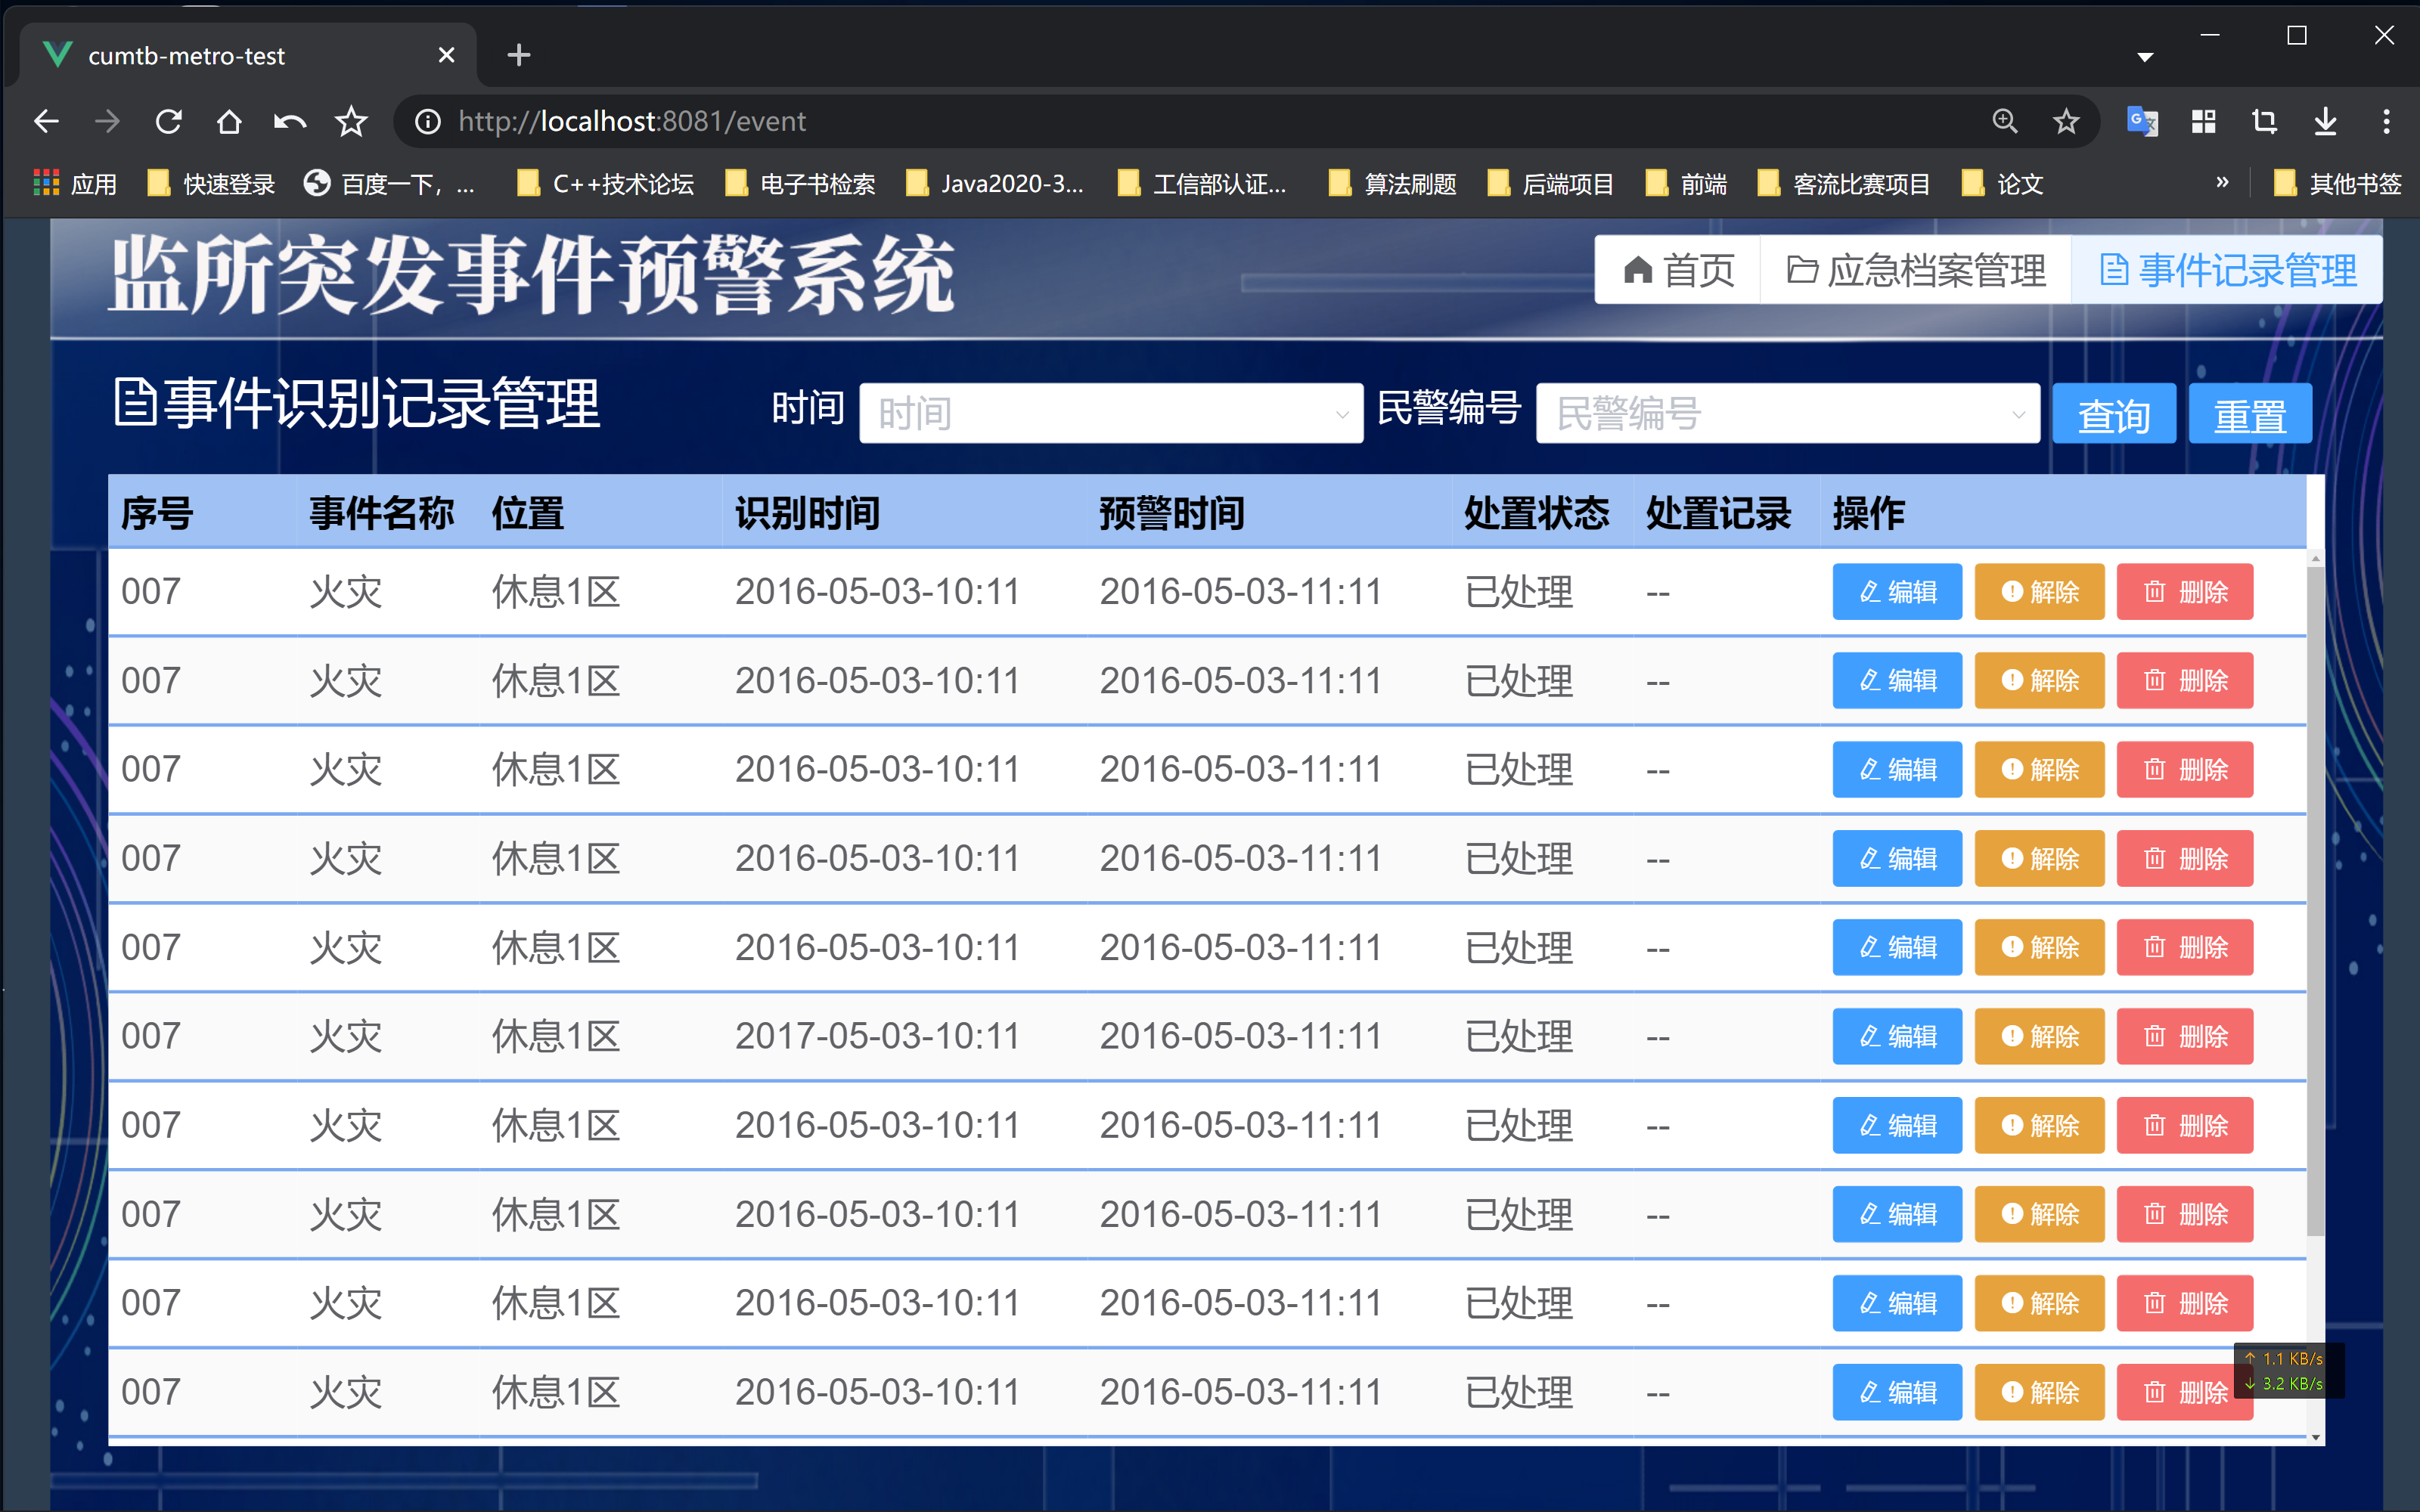 cumtb-metro-test
http://localhost:8081/event
应用 快速登录 百度一下，... C++技术论坛 电子书检索 Java2020-3... 工信部认证... 算法刷题 后端项目 前端 客流比赛项目 论文 » 其他书签
监所突发事件预警系统 首页 应急档案管理 事件记录管理
事件识别记录管理 时间 时间 民警编号 民警编号 查询 重置
序号 事件名称 位置 识别时间 预警时间 处置状态 处置记录 操作
007 火灾 休息1区 2016-05-03-10:11 2016-05-03-11:11 已处理 -- 编辑 解除 删除
007 火灾 休息1区 2016-05-03-10:11 2016-05-03-11:11 已处理 -- 编辑 解除 删除
007 火灾 休息1区 2016-05-03-10:11 2016-05-03-11:11 已处理 -- 编辑 解除 删除
007 火灾 休息1区 2016-05-03-10:11 2016-05-03-11:11 已处理 -- 编辑 解除 删除
007 火灾 休息1区 2016-05-03-10:11 2016-05-03-11:11 已处理 -- 编辑 解除 删除
007 火灾 休息1区 2017-05-03-10:11 2016-05-03-11:11 已处理 -- 编辑 解除 删除
007 火灾 休息1区 2016-05-03-10:11 2016-05-03-11:11 已处理 -- 编辑 解除 删除
007 火灾 休息1区 2016-05-03-10:11 2016-05-03-11:11 已处理 -- 编辑 解除 删除
007 火灾 休息1区 2016-05-03-10:11 2016-05-03-11:11 已处理 -- 编辑 解除 删除
↑ 1.1 KB/s
007 火灾 休息1区 2016-05-03-10:11 2016-05-03-11:11 已处理 -- 编辑 解除 删除
↓ 3.2 KB/s